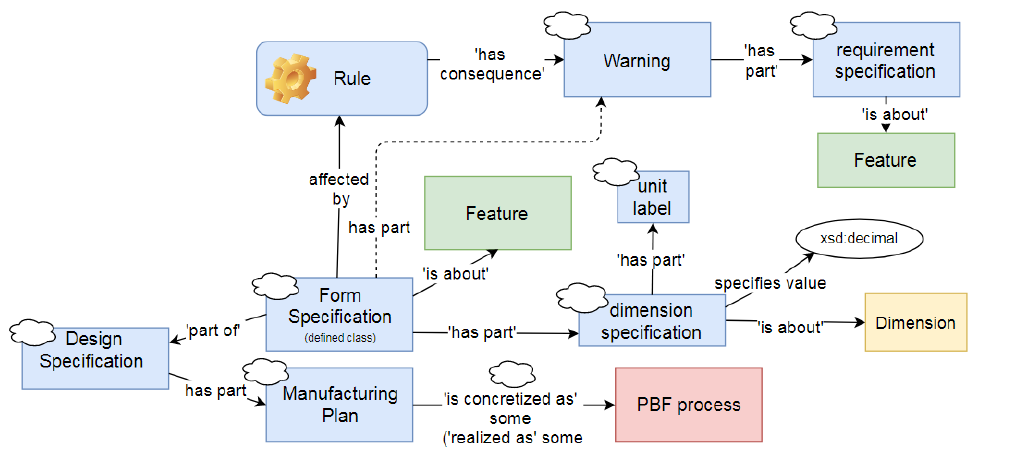 Rule
'has
consequence'
Warning
'has
part'
requirement
specification
'is about'
Feature
affected
by
has part
Feature
'is about'
unit
label
'has part'
xsd:decimal
specifies value
Form
Specification
(defined class)
'has part'
dimension
specification
'is about'
Dimension
'part of'
Design
Specification
has part
Manufacturing
Plan
'is concretized as'
some
('realized as' some
PBF process